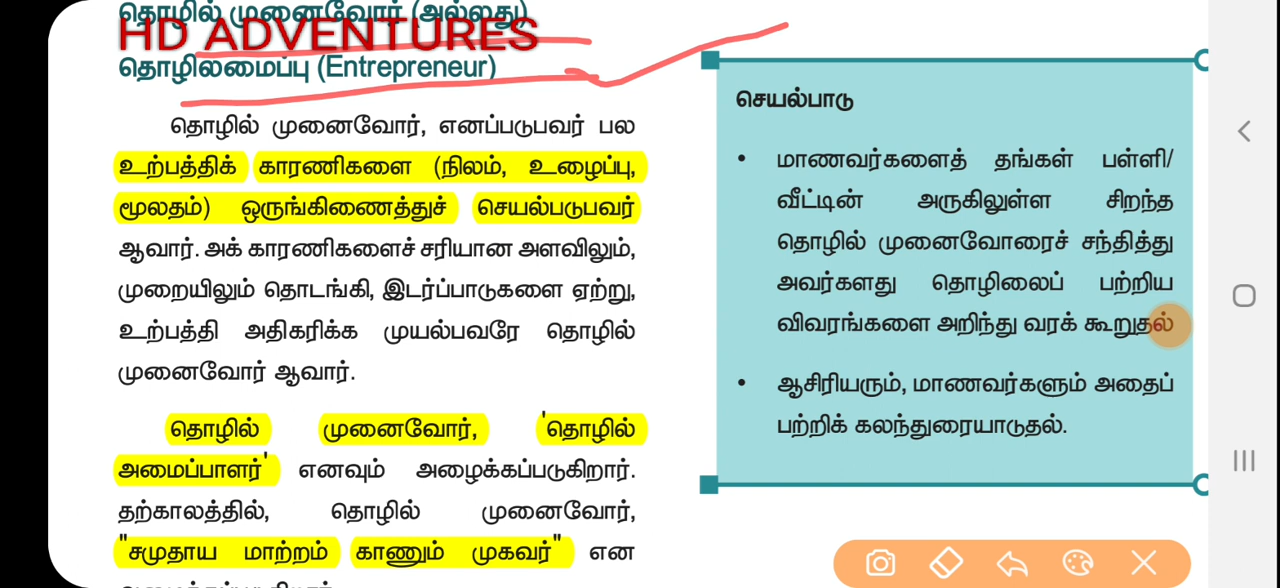 தொழில் முனைவோர் (அல்லது)
HD ADVENTURES
தொழிலமைப்பு (Entrepreneur)
தொழில் முனைவோர், எனப்படுபவர் பல
உற்பத்திக் காரணிகளை (நிலம், உழைப்பு,
மூலதம்) ஒருங்கிணைத்துச் செயல்படுபவர்
ஆவார். அக் காரணிகளைச் சரியான அளவிலும்,
முறையிலும் தொடங்கி, இடர்ப்பாடுகளை ஏற்று,
உற்பத்தி அதிகரிக்க முயல்பவரே தொழில்
முனைவோர் ஆவார்.
தொழில் முனைவோர், 'தொழில்
அமைப்பாளர்' எனவும் அழைக்கப்படுகிறார்.
தற்காலத்தில், தொழில் முனைவோர்,
"சமுதாய மாற்றம் காணும் முகவர்" என
செயல்பாடு
• மாணவர்களைத் தங்கள் பள்ளி/
வீட்டின் அருகிலுள்ள சிறந்த
தொழில் முனைவோரைச் சந்தித்து
அவர்களது தொழிலைப் பற்றிய
விவரங்களை அறிந்து வரக் கூறுதல்
• ஆசிரியரும், மாணவர்களும் அதைப்
பற்றிக் கலந்துரையாடுதல்.